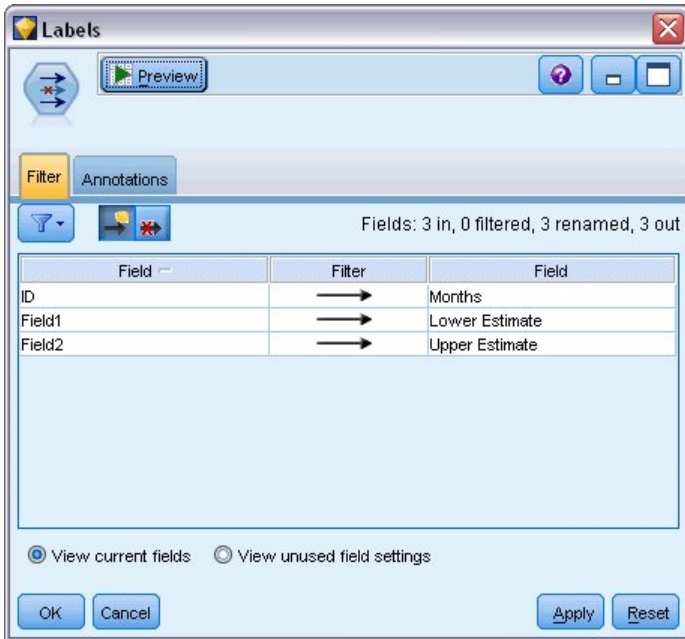 Labels
Preview
Filter Annotations
Fields: 3 in, 0 filtered, 3 renamed, 3 out
Field Filter Field
ID Months
Field1 Lower Estimate
Field2 Upper Estimate
View current fields View unused field settings
OK Cancel Apply Reset